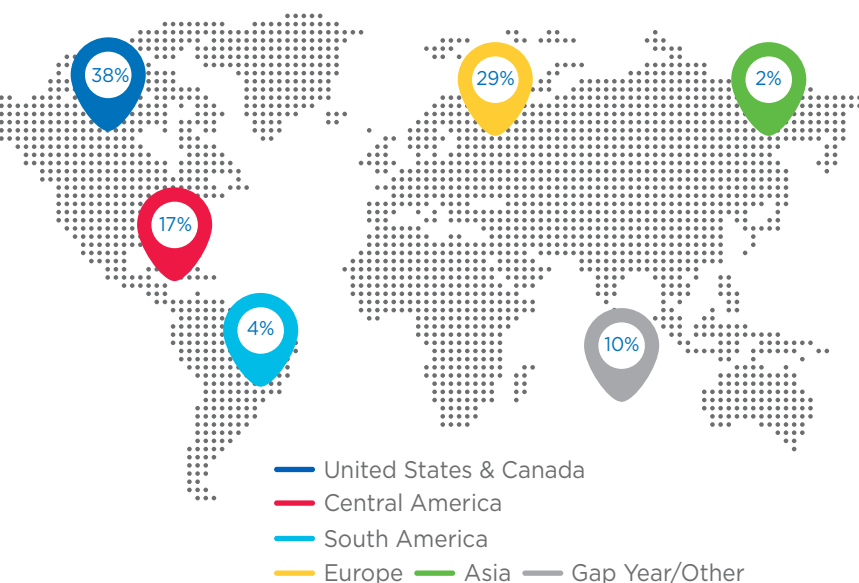 38%
29%
2%
17%
4%
10%
United States & Canada
Central America
South America
Europe Asia Gap Year/Other